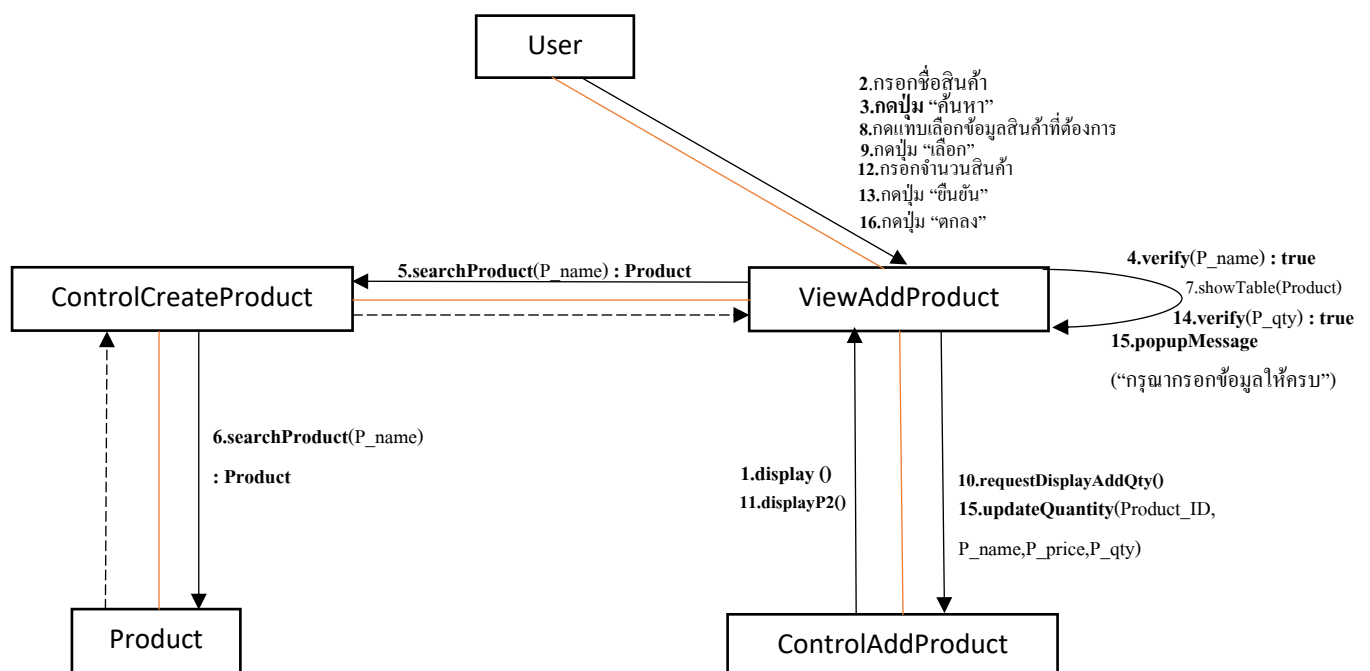 User
2.กรอกชื่อสินค้า
3.กดปุ่ม “ค้นหา”
8.กดแทบเลือกข้อมูลสินค้าที่ต้องการ
9.กดปุ่ม “เลือก”
12.กรอกจำนวนสินค้า
13.กดปุ่ม “ยืนยัน”
16.กดปุ่ม “ตกลง”
ControlCreateProduct
5.searchProduct(P_name) : Product
ViewAddProduct
4.verify(P_name) : true
7.showTable(Product)
14.verify(P_qty) : true
15.popupMessage
(“กรุณากรอกข้อมูลให้ครบ”)
6.searchProduct(P_name)
: Product
1.display ()
11.displayP2()
10.requestDisplayAddQty()
15.updateQuantity(Product_ID,
P_name,P_price,P_qty)
Product
ControlAddProduct